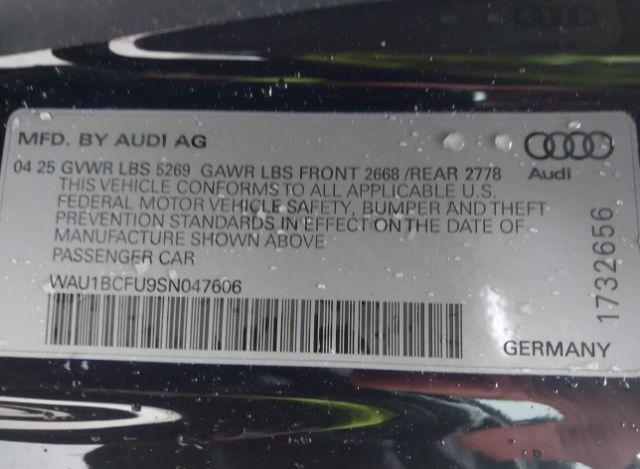 MFD. BY AUDI AG
04 25 GVWR LBS 5269 GAWR LBS FRONT 2668 /REAR 2778
THIS VEHICLE CONFORMS TO ALL APPLICABLE U.S.
FEDERAL MOTOR VEHICLE SAFETY, BUMPER AND THEFT
PREVENTION STANDARDS IN EFFECT ON THE DATE OF
MANUFACTURE SHOWN ABOVE
PASSENGER CAR
WAU1BCFU9SN047606
Audi
1732656
GERMANY